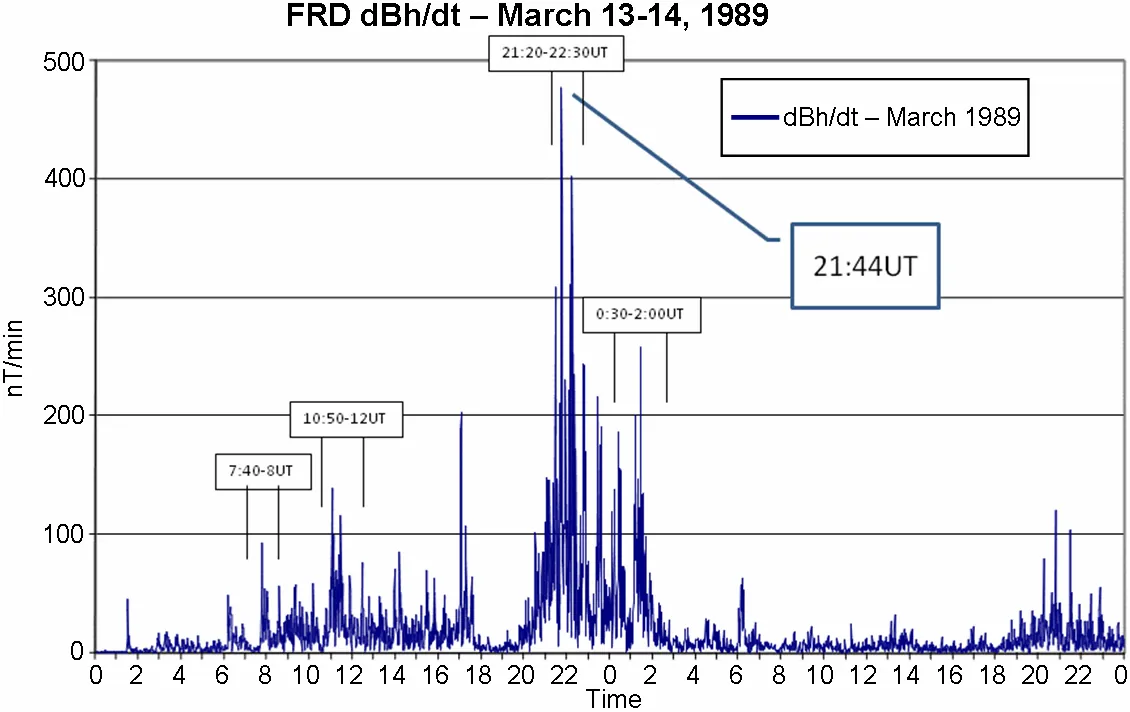 FRD dBh/dt – March 13-14, 1989
21:20-22:30UT
500
dBh/dt – March 1989
400
21:44UT
300
0:30-2:00UT
nT/min
200
10:50-12UT
7:40-8UT
100
0
0 2 4 6 8 10 12 14 16 18 20 22 0 2 4 6 8 10 12 14 16 18 20 22 0
Time